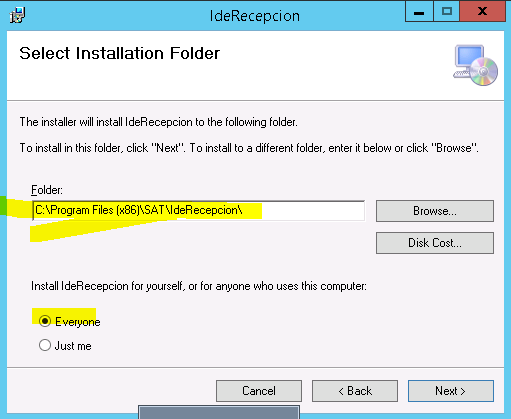 IdeRecepcion
Select Installation Folder
The installer will install IdeRecepcion to the following folder.
To install in this folder, click "Next". To install to a different folder, enter it below or click "Browse".
Folder:
C:\Program Files (x86)\SAT\IdeRecepcion\
Browse...
Disk Cost...
Install IdeRecepcion for yourself, or for anyone who uses this computer:
Everyone
Just me
Cancel
< Back
Next >